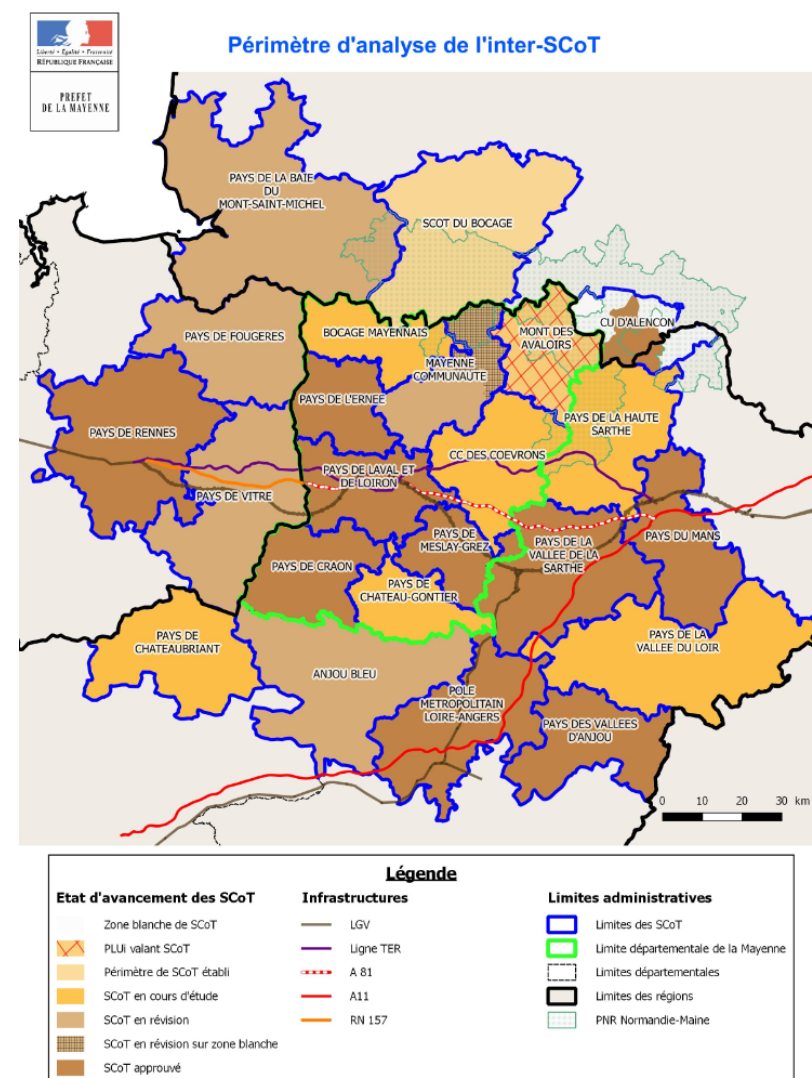 Liberté • Égalité • Fraternité
RÉPUBLIQUE FRANÇAISE
PREFET
DE LA MAYENNE
Périmètre d'analyse de l'inter-SCoT
PAYS DE LA BAIE
DU
MONT-SAINT-MICHEL
SCOT DU BOCAGE
PAYS DE FOUGERES
BOCAGE MAYENNAIS
MONT DES
AVALOIRS
CU D'ALENCON
MAYENNE
COMMUNAUTE
PAYS DE L'ERNEE
PAYS DE LA HAUTE
SARTHE
PAYS DE RENNES
CC DES COEVRONS
PAYS DE LAVAL ET
DE LOIRON
PAYS DE VITRE
PAYS DE
MESLAY-GREZ
PAYS DE LA
VALLEE DE LA
SARTHE
PAYS DU MANS
PAYS DE CRAON
PAYS DE
CHATEAU-GONTIER
PAYS DE
CHATEAUBRIANT
PAYS DE LA
VALLEE DU LOIR
ANJOU BLEU
POLE
METROPOLITAIN
LOIRE-ANGERS
PAYS DES VALLEES
D'ANJOU
0 10 20 30 km
Légende
Etat d'avancement des SCoT
Zone blanche de SCoT
PLUi valant SCoT
Périmètre de SCoT établi
SCoT en cours d'étude
SCoT en révision
SCoT en révision sur zone blanche
SCoT approuvé
Infrastructures
LGV
Ligne TER
A 81
A11
RN 157
Limites administratives
Limites des SCoT
Limite départementale de la Mayenne
Limites départementales
Limites des régions
PNR Normandie-Maine